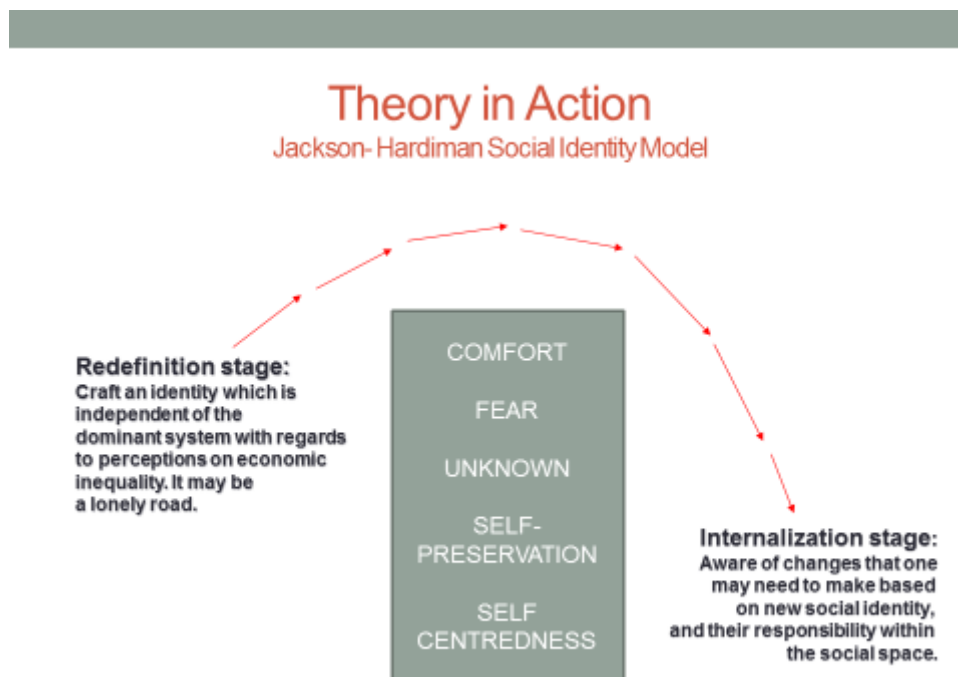 Theory in Action
Jackson- Hardiman Social Identity Model
Redefinition stage:
Craft an identity which is
independent of the
dominant system with regards
to perceptions on economic
inequality. It may be
a lonely road.
COMFORT
FEAR
UNKNOWN
SELF-
PRESERVATION
SELF
CENTREDNESS
Internalization stage:
Aware of changes that one
may need to make based
on new social identity,
and their responsibility within
the social space.